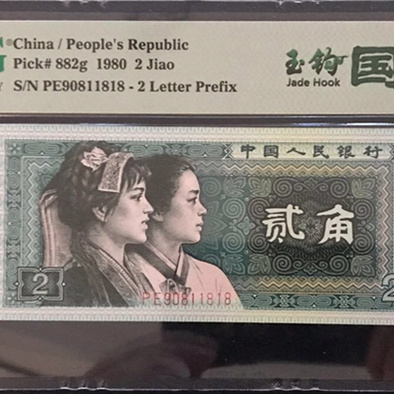 China / People's Republic
Pick# 882g 1980 2 Jiao
S/N PE90811818 - 2 Letter Prefix
玉钩
Jade Hook
国
中国人民银行
贰角
2
PE90811818
2